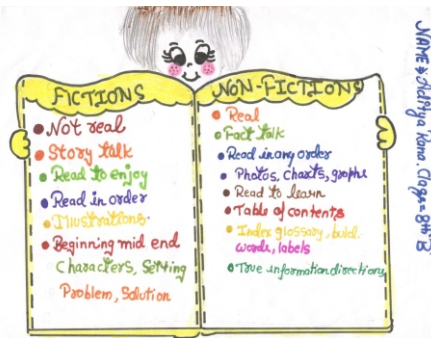 FICTIONS
Not real
Story talk
Read to enjoy
Read in order
Illustrations.
Beginning mid end
Characters, Setting
Problem, Solution
NON-FICTIONS
Real
Fact talk
Read in any order
Photos, Charts, graphs
Read to learn
Table of contents
Index glossary, bold.
words, labels
True information directions
NAME Aditya Rana. Class= 8th B